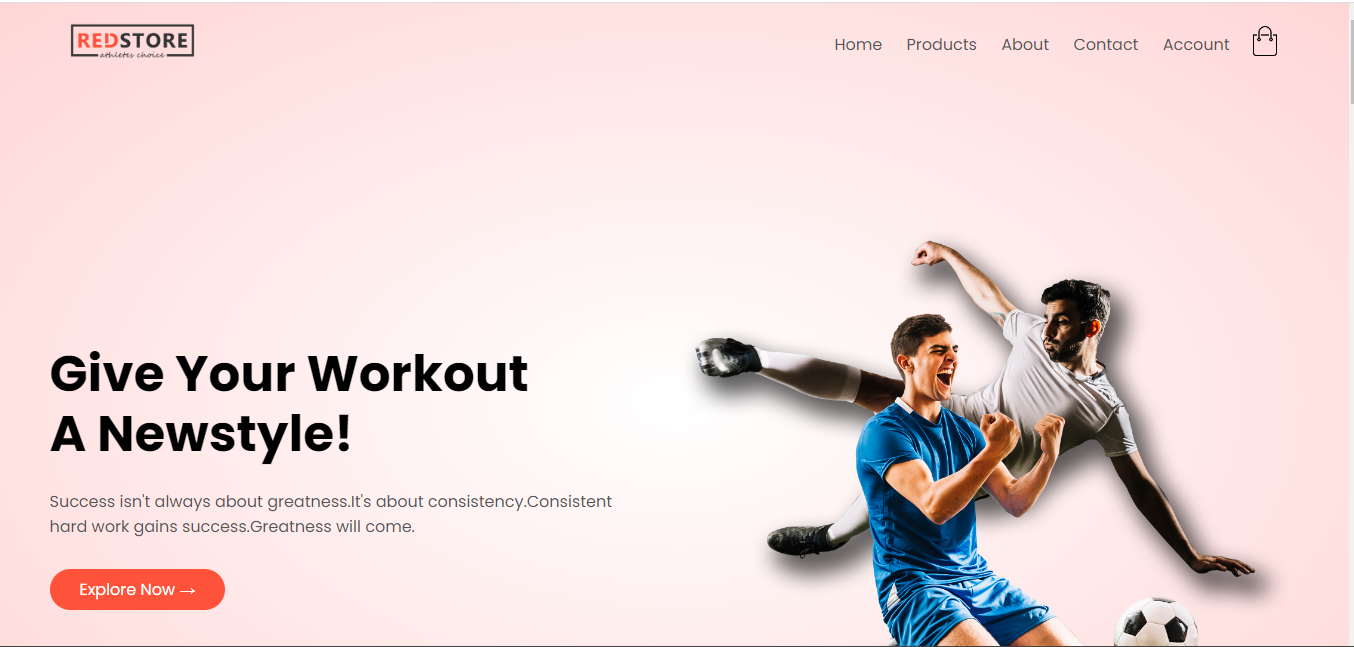 REDSTORE
athletes choice
Home Products About Contact Account
Give Your Workout
A Newstyle!
Success isn't always about greatness.It's about consistency.Consistent
hard work gains success.Greatness will come.
Explore Now →